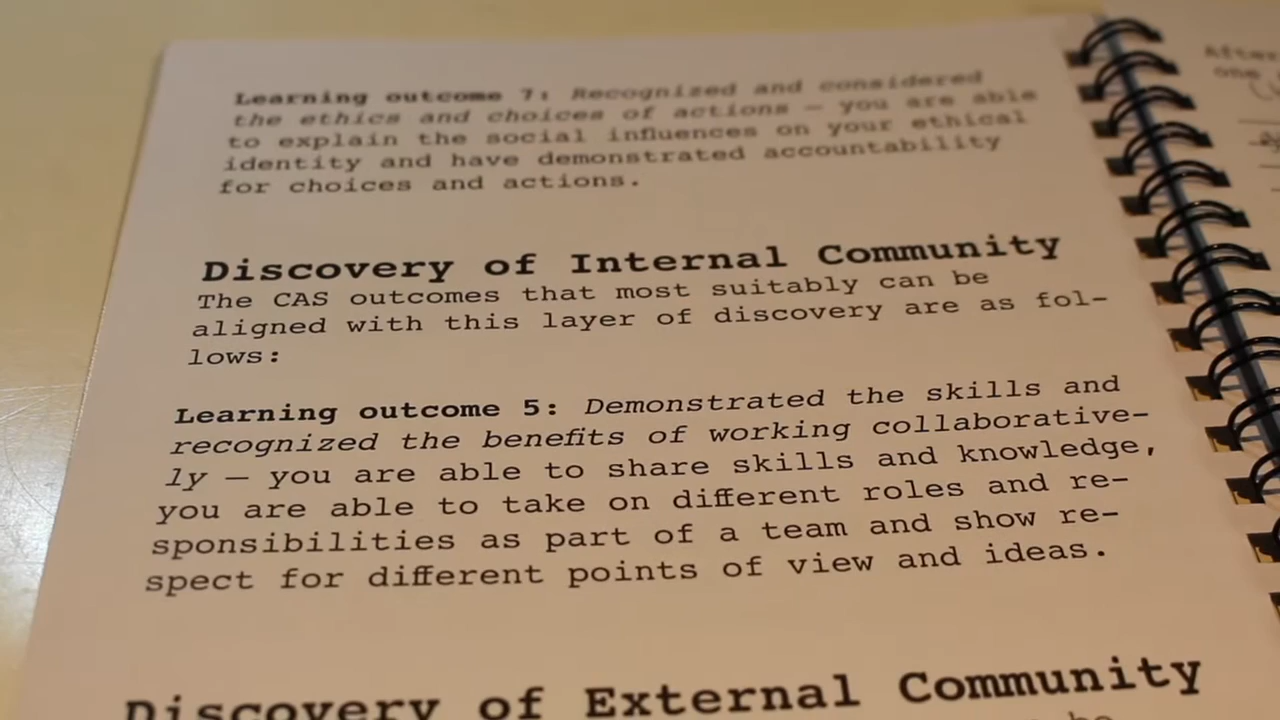 Learning outcome 7: Recognized and considered
the ethics and choices of actions — you are able
to explain the social influences on your ethical
identity and have demonstrated accountability
for choices and actions.
Discovery of Internal Community
The CAS outcomes that most suitably can be
aligned with this layer of discovery are as fol-
lows:
Learning outcome 5: Demonstrated the skills and
recognized the benefits of working collaborative-
ly — you are able to share skills and knowledge,
you are able to take on different roles and re-
sponsibilities as part of a team and show re-
spect for different points of view and ideas.
Discovery of External Community
be
After
one